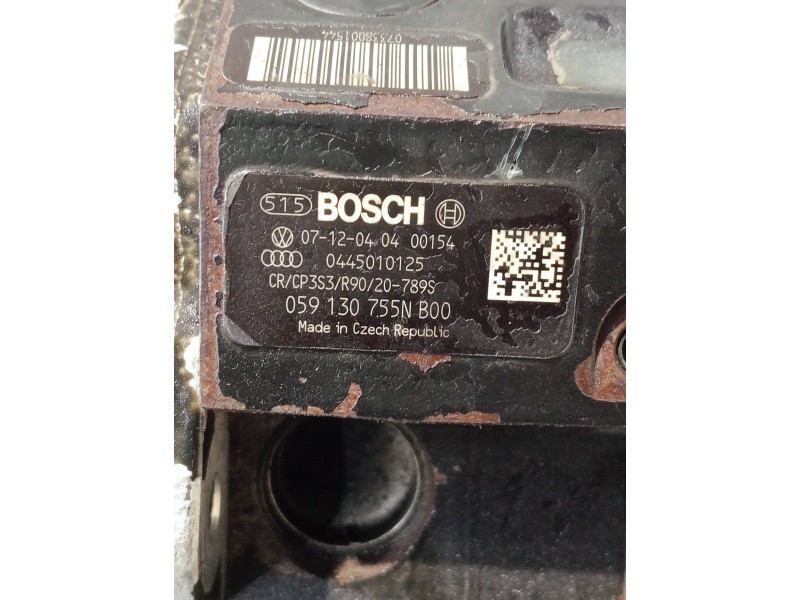 07338001544
515 BOSCH
07-12-04 04 00154
0445010125
CR/CP3S3/R90/20-789S
059 130 755N B00
Made in Czech Republic